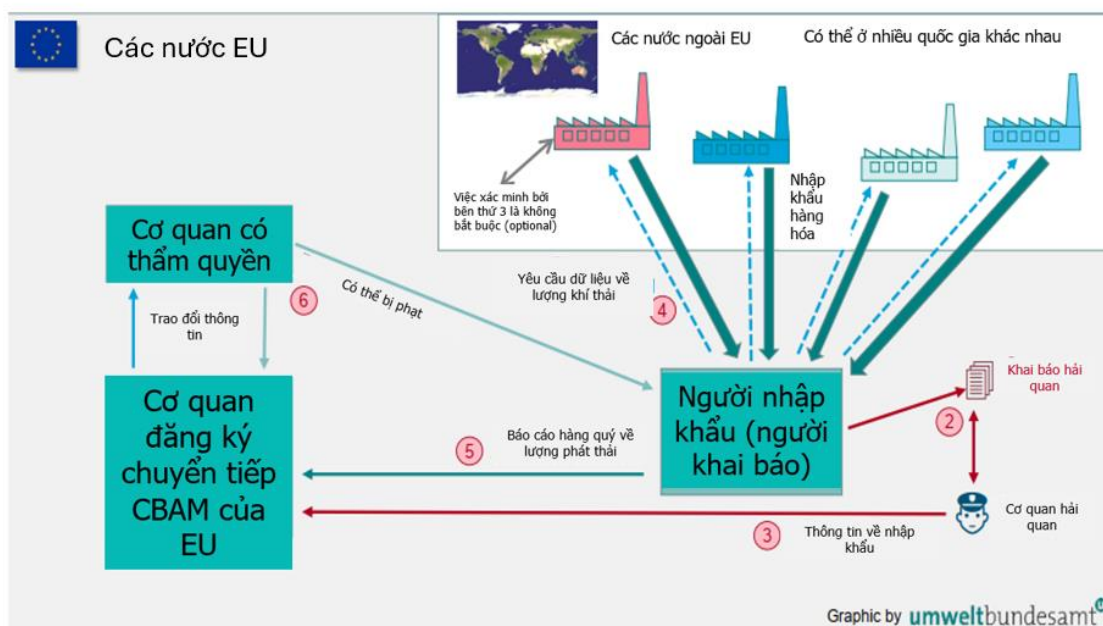 Các nước EU
Các nước ngoài EU
Có thể ở nhiều quốc gia khác nhau
Việc xác minh bởi
bên thứ 3 là không
bắt buộc (optional)
Nhập
khẩu
hàng
hóa
Cơ quan có
thẩm quyền
6
Có thể bị phạt
Yêu cầu dữ liệu về
lượng khí thải
4
Trao đổi thông
tin
Cơ quan
đăng ký
chuyển tiếp
CBAM của
EU
Báo cáo hàng quý về
lượng phát thải
5
Người nhập
khẩu (người
khai báo)
Khai báo hải
quan
2
Cơ quan hải
quan
3
Thông tin về nhập
khẩu
Graphic by umweltbundesamt